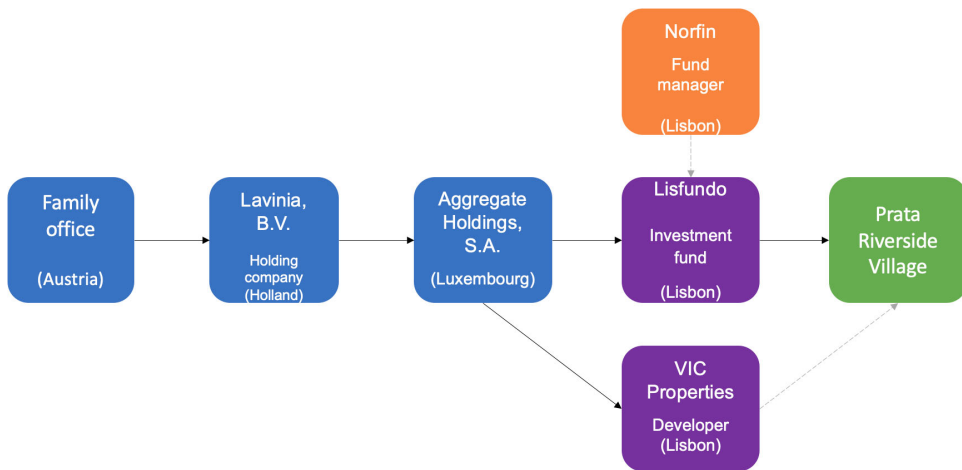 Norfin
Fund
manager
(Lisbon)
Family
office
(Austria)
Lavinia,
B.V.
Holding
company
(Holland)
Aggregate
Holdings,
S.A.
(Luxembourg)
Lisfundo
Investment
fund
(Lisbon)
Prata
Riverside
Village
VIC
Properties
Developer
(Lisbon)